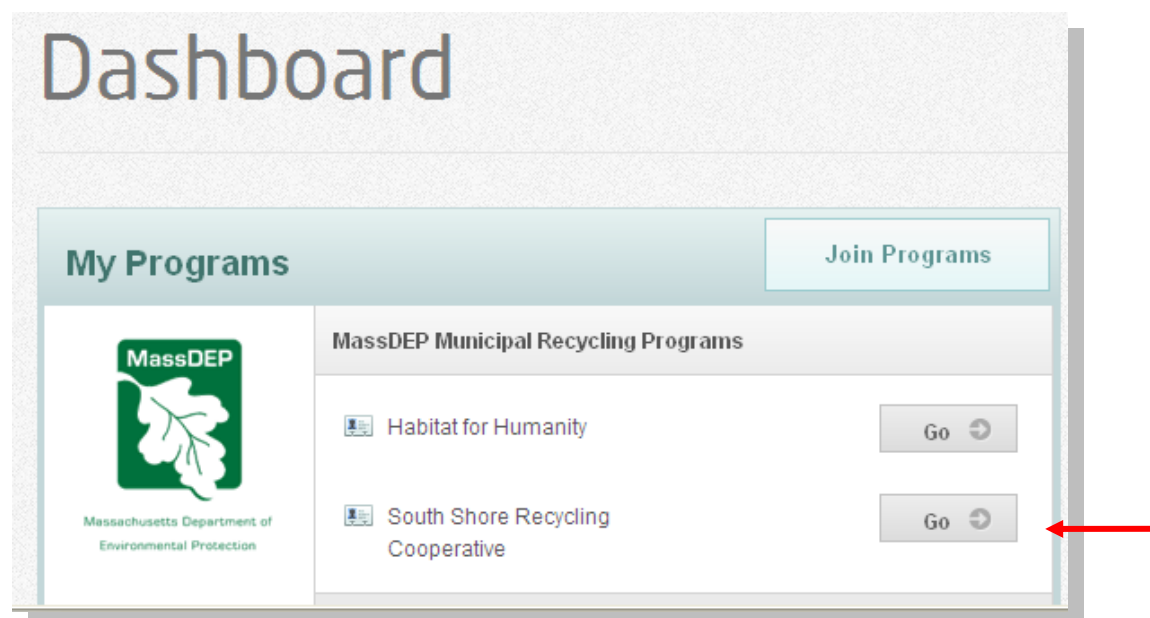 Dashboard
My Programs
Join Programs
MassDEP Municipal Recycling Programs
MassDEP
Massachusetts Department of
Environmental Protection
Habitat for Humanity
Go
South Shore Recycling
Cooperative
Go